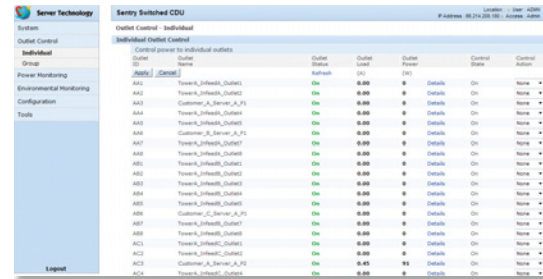 Server Technology
Sentry Switched CDU
Location : User ADMN
IP Address 66.214.208.100 : Access Admin
System
Outlet Control
Individual
Group
Power Monitoring
Environmental Monitoring
Configuration
Tools
Logout
Outlet Control - Individual
Individual Outlet Control
Control power to individual outlets
Outlet ID Outlet Name Outlet Status Outlet Load Outlet Power Control State Control Action
Apply Cancel Refresh (A) (W)
AA1 TowerA_InfeedA_Outlet1 On 0.00 0 Details On None
AA2 TowerA_InfeedA_Outlet2 On 0.00 0 Details On None
AA3 Customer_A_Server_A_P1 On 0.00 0 Details On None
AA4 TowerA_InfeedA_Outlet4 On 0.00 0 Details On None
AA5 TowerA_InfeedA_Outlet5 On 0.00 0 Details On None
AA6 Customer_B_Server_A_P1 On 0.00 0 Details On None
AA7 TowerA_InfeedA_Outlet7 On 0.00 0 Details On None
AA8 TowerA_InfeedA_Outlet8 On 0.00 0 Details On None
AB1 TowerA_InfeedB_Outlet1 On 0.00 0 Details On None
AB2 TowerA_InfeedB_Outlet2 On 0.00 0 Details On None
AB3 TowerA_InfeedB_Outlet3 On 0.00 0 Details On None
AB4 TowerA_InfeedB_Outlet4 On 0.00 0 Details On None
AB5 TowerA_InfeedB_Outlet5 On 0.00 0 Details On None
AB6 Customer_C_Server_A_P1 On 0.00 0 Details On None
AB7 TowerA_InfeedB_Outlet7 On 0.00 0 Details On None
AB8 TowerA_InfeedB_Outlet8 On 0.00 0 Details On None
AC1 TowerA_InfeedC_Outlet1 On 0.00 0 Details On None
AC2 TowerA_InfeedC_Outlet2 On 0.00 0 Details On None
AC3 Customer_A_Server_A_P2 On 0.45 91 Details On None
AC4 TowerA_InfeedC_Outlet4 On 0.00 0 Details On None